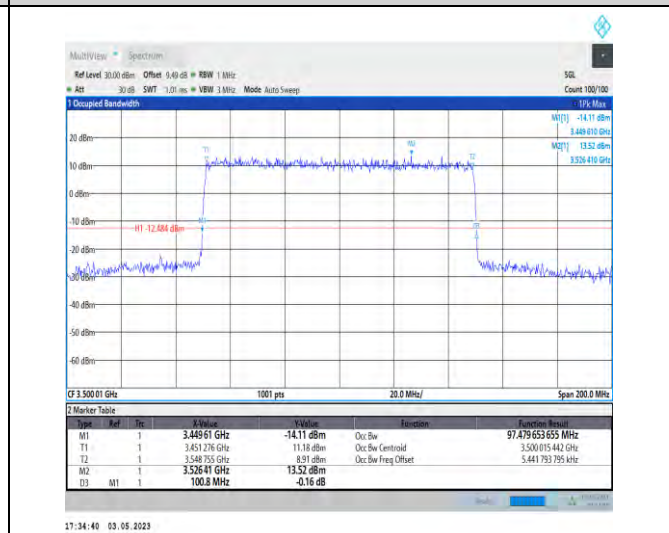 MultiView Spectrum
Ref Level 30.00 dBm Offset 9.49 dB RBW 1 MHz SGL
Att 30 dB SWT 1.01 ms VBW 3 MHz Mode Auto Sweep Count 100/100
1 Occupied Bandwidth 1Pk Max
M1[1] -14.11 dBm
3.449 610 GHz
M2[1] 13.52 dBm
3.526 410 GHz
20 dBm
T1 M2 T2
10 dBm
0 dBm
-10 dBm
M1 D3
H1 -12.484 dBm
-20 dBm
-30 dBm
-40 dBm
-50 dBm
-60 dBm
CF 3.500 01 GHz 1001 pts 20.0 MHz/ Span 200.0 MHz
2 Marker Table
Type Ref Trc X-Value Y-Value Function Function Result
M1 1 3.449 61 GHz -14.11 dBm Occ Bw 97.479 653 655 MHz
T1 1 3.451 276 GHz 11.18 dBm Occ Bw Centroid 3.500 015 442 GHz
T2 1 3.548 755 GHz 8.91 dBm Occ Bw Freq Offset 5.441 793 795 kHz
M2 1 3.526 41 GHz 13.52 dBm
D3 M1 1 100.8 MHz -0.16 dB
17:34:40 03.05.2023